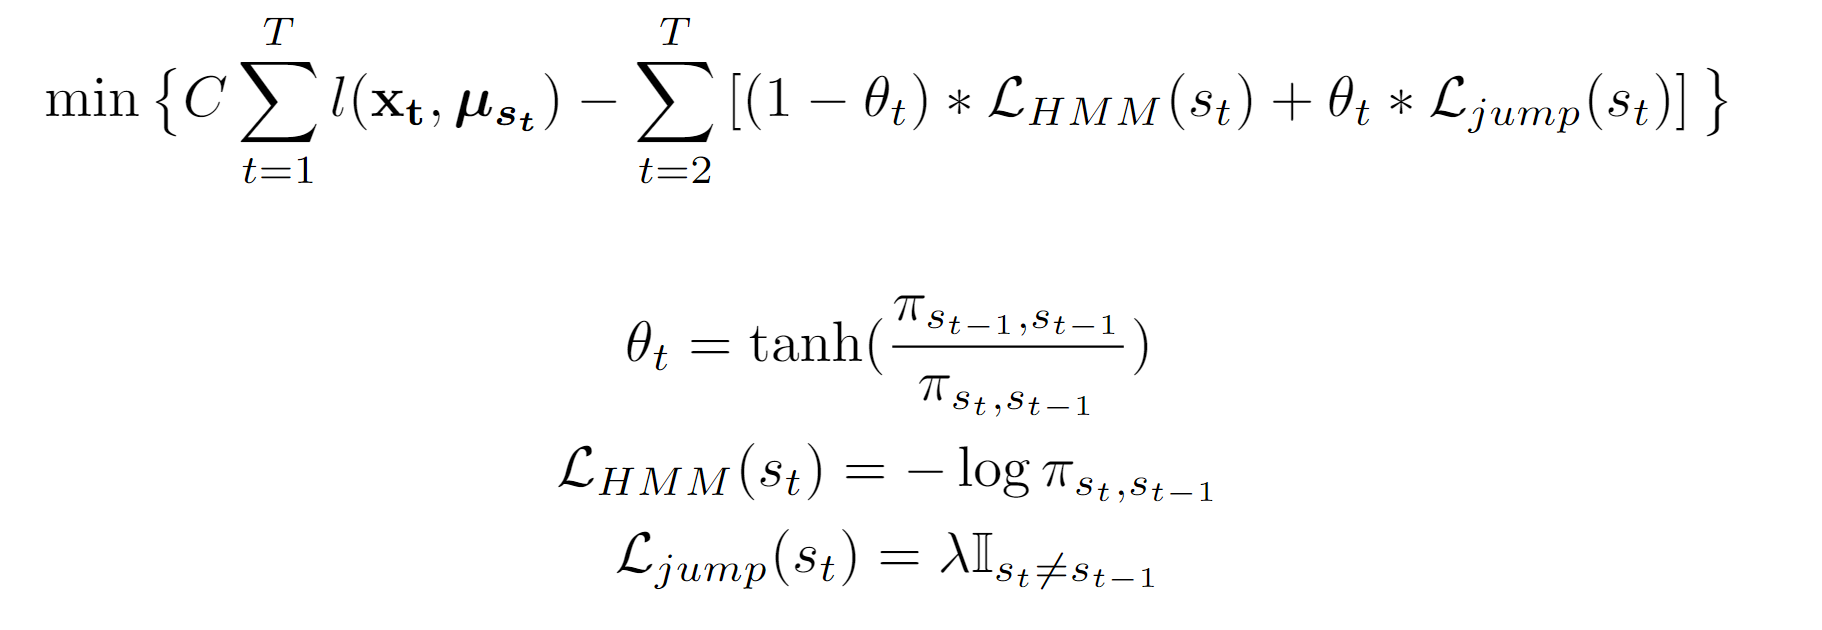 min { C ∑_{t=1}^{T} l(𝐱_𝐭, 𝝁_{𝒔_𝒕}) − ∑_{t=2}^{T} [(1 − θ_t) ∗ ℒ_{HMM}(s_t) + θ_t ∗ ℒ_{jump}(s_t)] }
θ_t = tanh(\frac{π_{s_{t−1},s_{t−1}}}{π_{s_t,s_{t−1}}})
ℒ_{HMM}(s_t) = − log π_{s_t,s_{t−1}}
ℒ_{jump}(s_t) = λ𝕀_{s_t≠s_{t−1}}